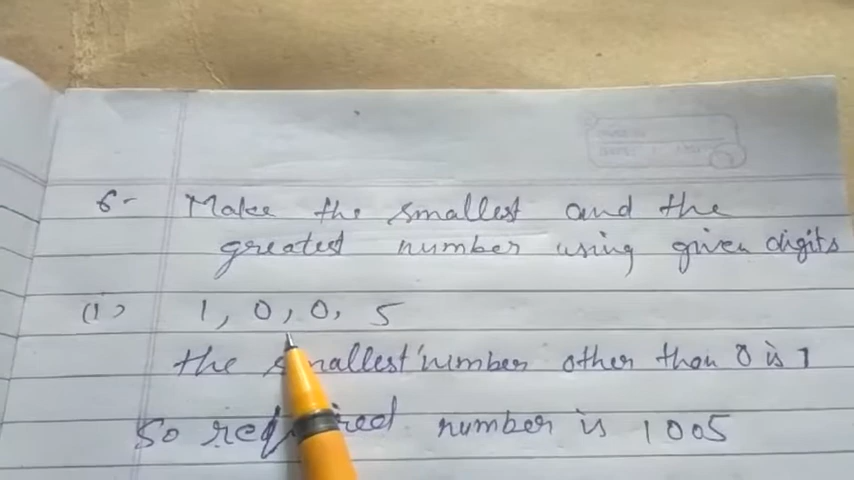 6- Make the smallest and the
greatest number using given digits
(1) 1, 0, 0, 5
the smallest number other than 0 is 1
So required number is 1005